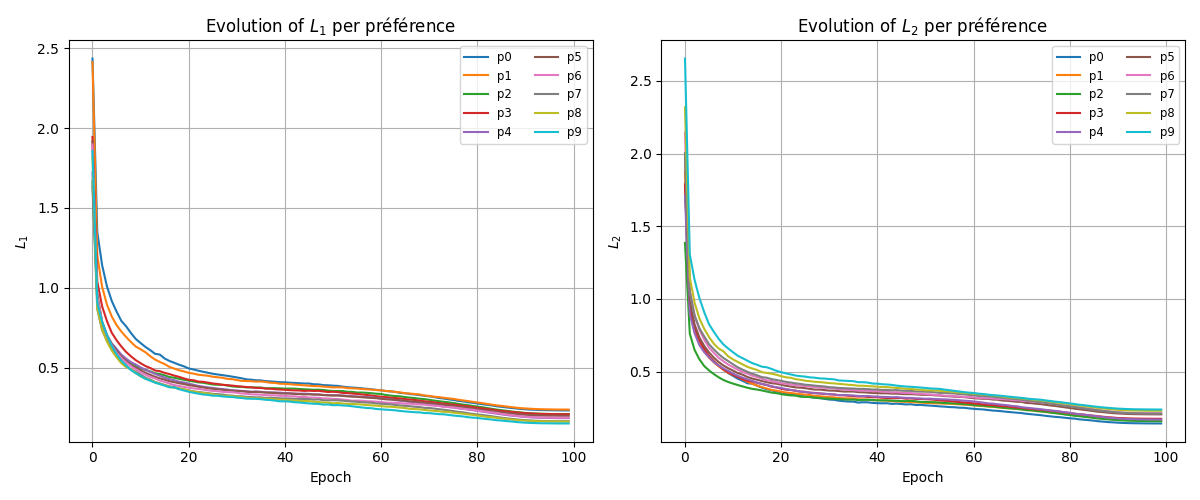 Evolution of L₁ per préférence
2.5
2.0
1.5
1.0
0.5
0 20 40 60 80 100
L₁
Epoch
p0 p5
p1 p6
p2 p7
p3 p8
p4 p9
Evolution of L₂ per préférence
2.5
2.0
1.5
1.0
0.5
0 20 40 60 80 100
L₂
Epoch
p0 p5
p1 p6
p2 p7
p3 p8
p4 p9